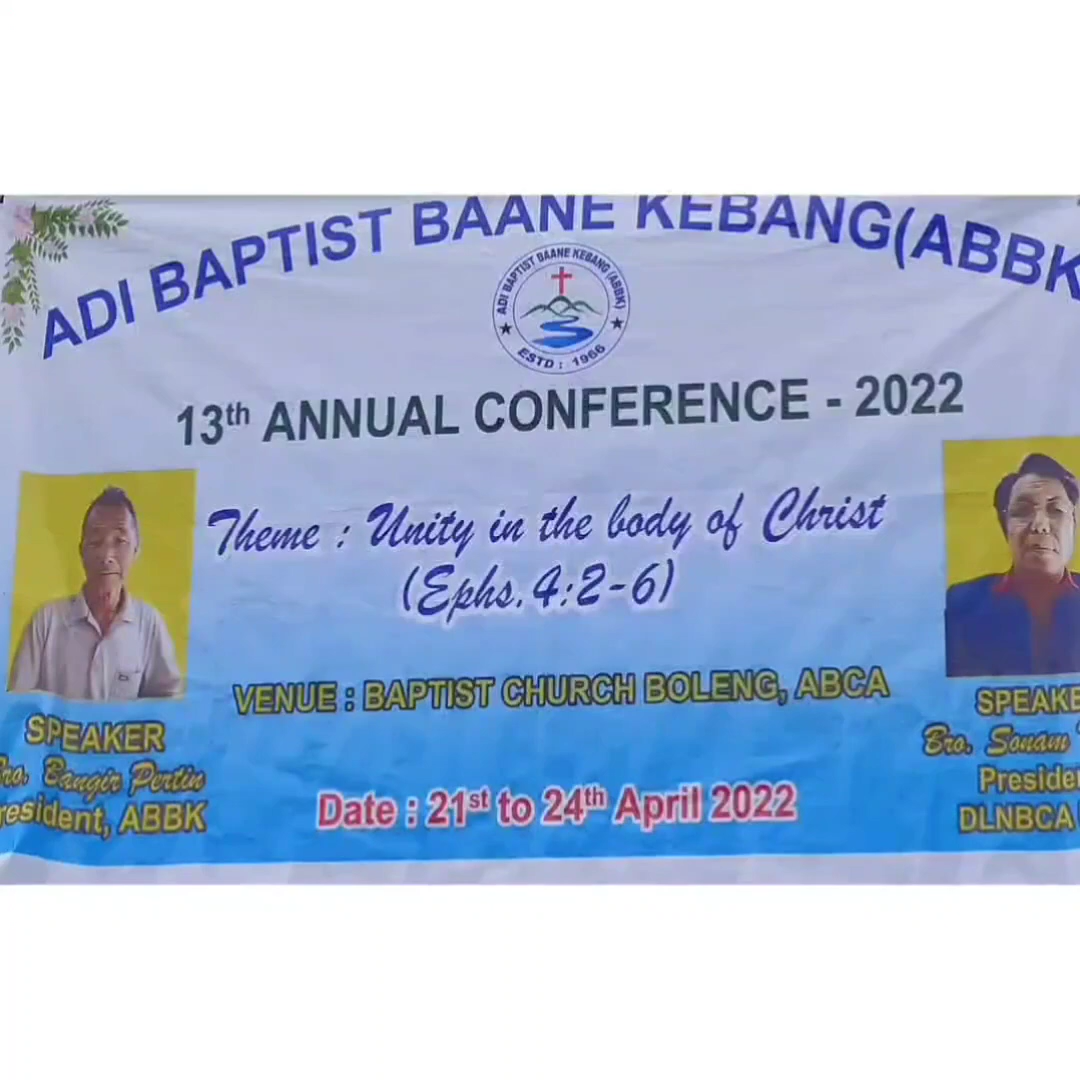 ADI BAPTIST BAANE KEBANG(ABBK
ADI BAPTIST BAANE KEBANG (ABBK)
ESTD : 1966
13th ANNUAL CONFERENCE - 2022
Theme : Unity in the body of Christ
(Ephs. 4:2-6)
VENUE : BAPTIST CHURCH BOLENG, ABCA
Date : 21st to 24th April 2022
SPEAKER
Bro. Bangir Pertin
resident, ABBK
SPEAKE
Bro. Sonam
Preside
DLNBCA